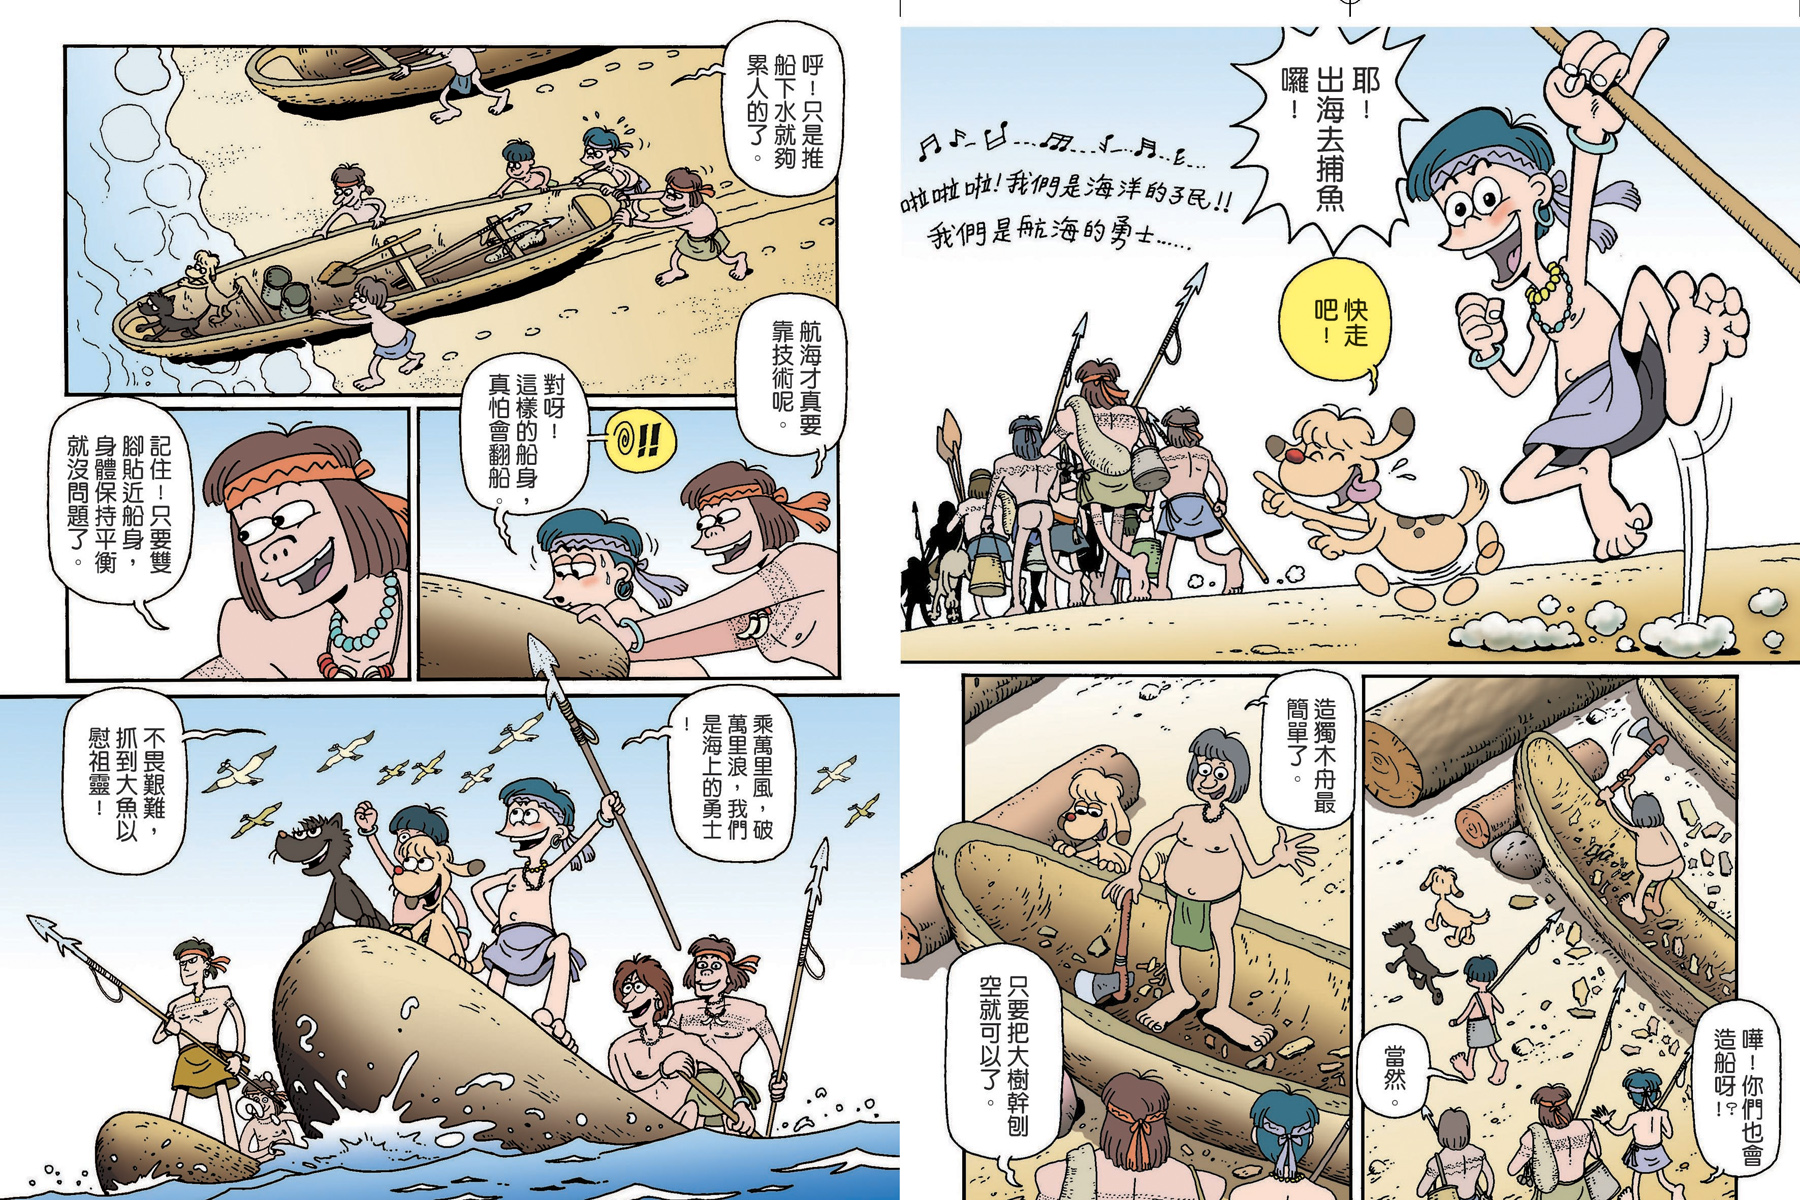 耶！
出海去捕魚
囉！
快走
吧！
啦啦啦！我們是海洋的子民!!
我們是航海的勇士……
嘩！你們也會
造船呀!?
當然。
造獨木舟最
簡單了。
只要把大樹幹刨
空就可以了。
呼！只是推
船下水就夠
累人的了。
航海才真要
靠技術呢。
!!
對呀！
這樣的船身，
真怕會翻船。
記住！只要雙
腳貼近船身，
身體保持平衡
就沒問題了。
乘萬里風，破
萬里浪，我們
是海上的勇士
！
不畏艱難，
抓到大魚以
慰祖靈！